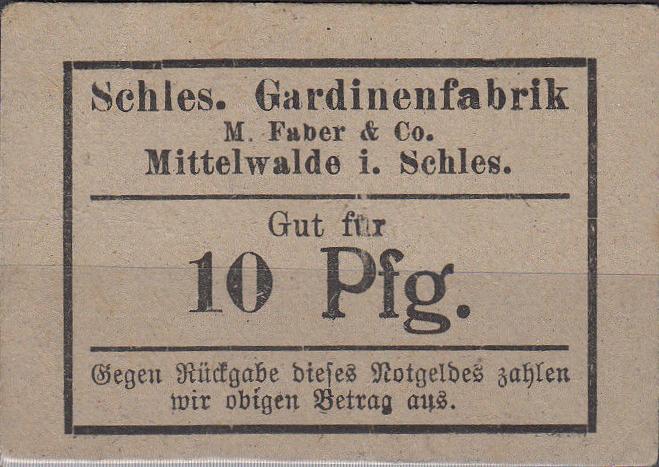 Schles. Gardinenfabrik
M. Faber & Co.
Mittelwalde i. Schles.
Gut für
10 Pfg.
Gegen Rückgabe dieses Notgeldes zahlen
wir obigen Betrag aus.